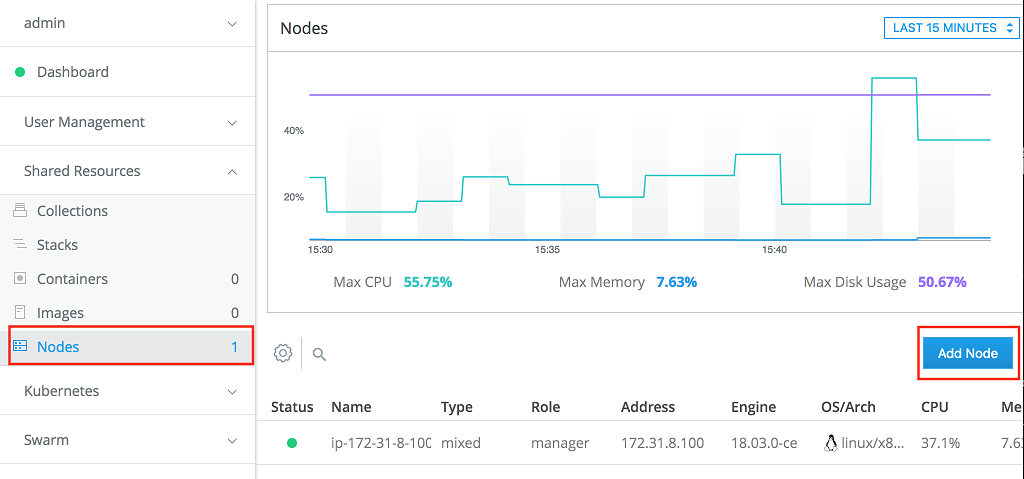 admin
Dashboard
User Management
Shared Resources
Collections
Stacks
Containers 0
Images 0
Nodes 1
Kubernetes
Swarm
Nodes
LAST 15 MINUTES
40%
20%
15:30 15:35 15:40
Max CPU 55.75% Max Memory 7.63% Max Disk Usage 50.67%
Add Node
Status Name Type Role Address Engine OS/Arch CPU Me
ip-172-31-8-100 mixed manager 172.31.8.100 18.03.0-ce linux/x8... 37.1% 7.63